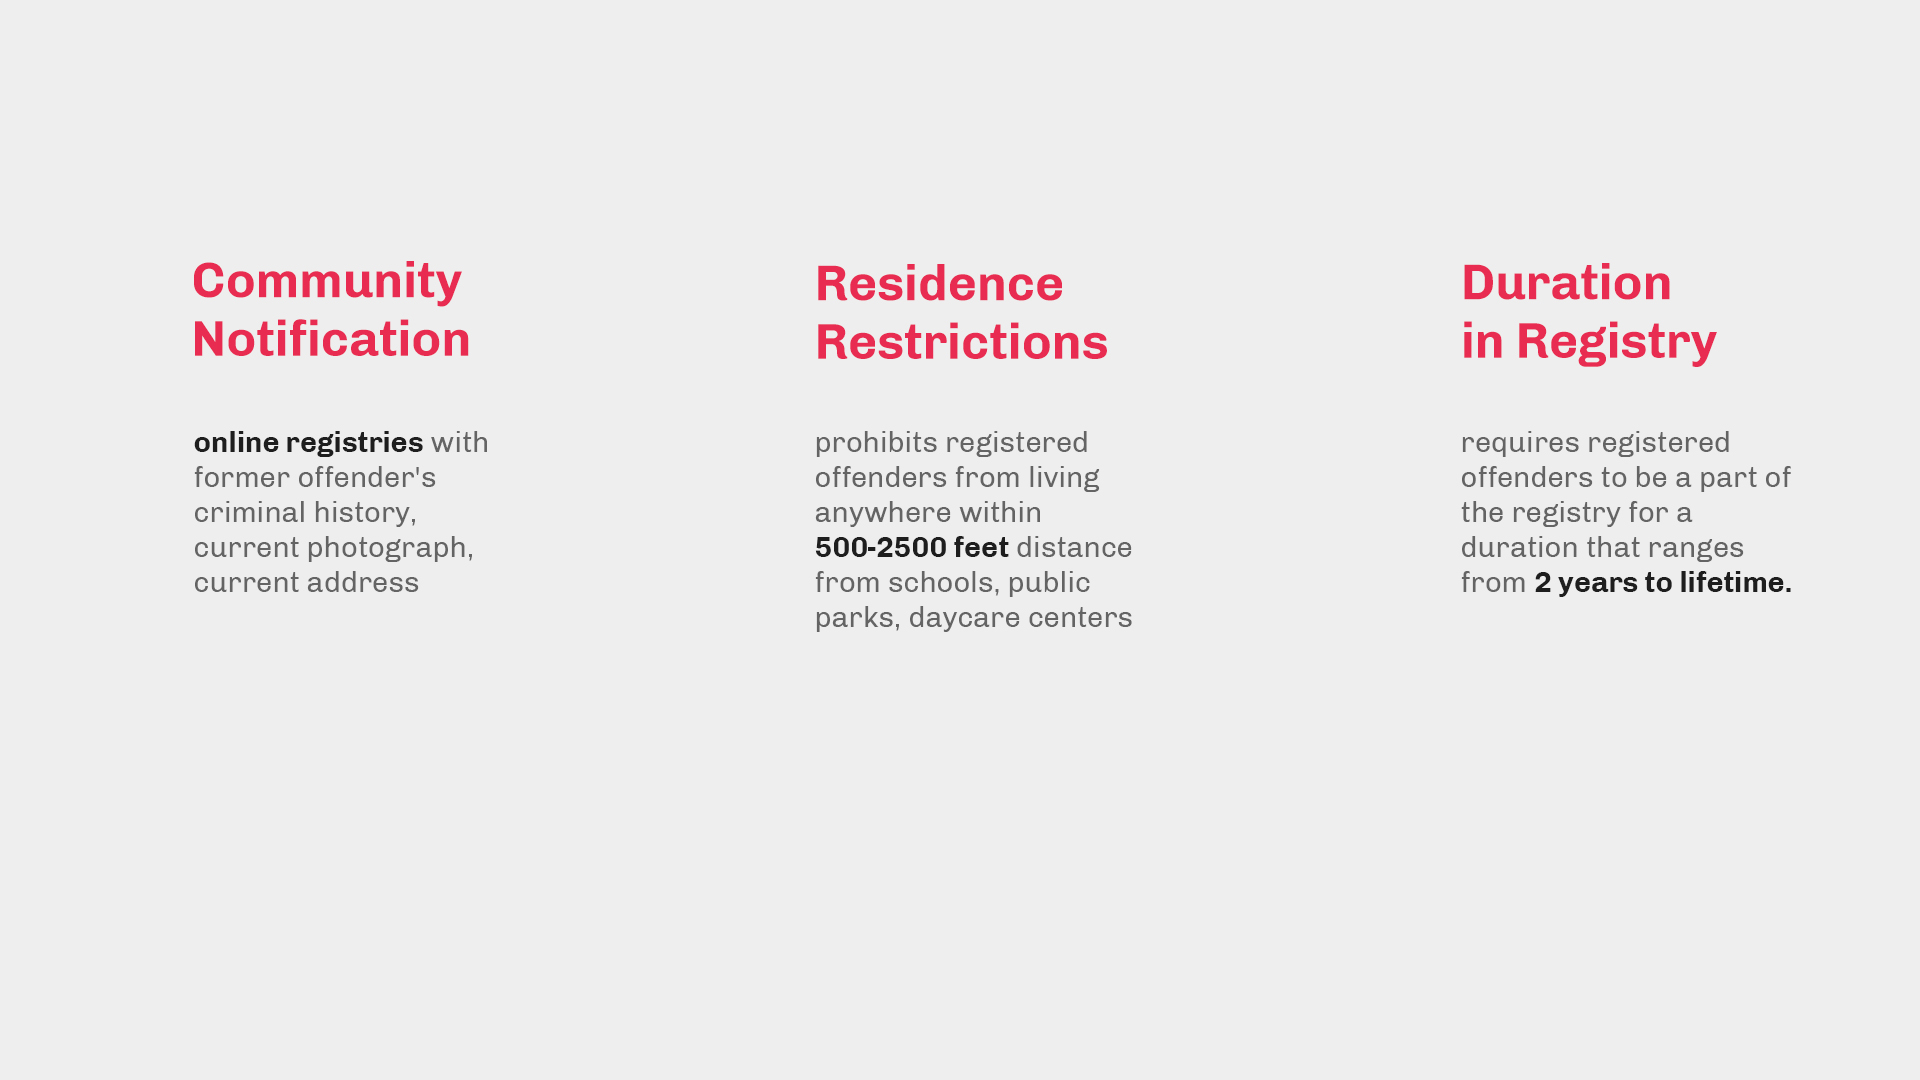 Community
Notification
online registries with
former offender's
criminal history,
current photograph,
current address
Residence
Restrictions
prohibits registered
offenders from living
anywhere within
500-2500 feet distance
from schools, public
parks, daycare centers
Duration
in Registry
requires registered
offenders to be a part of
the registry for a
duration that ranges
from 2 years to lifetime.